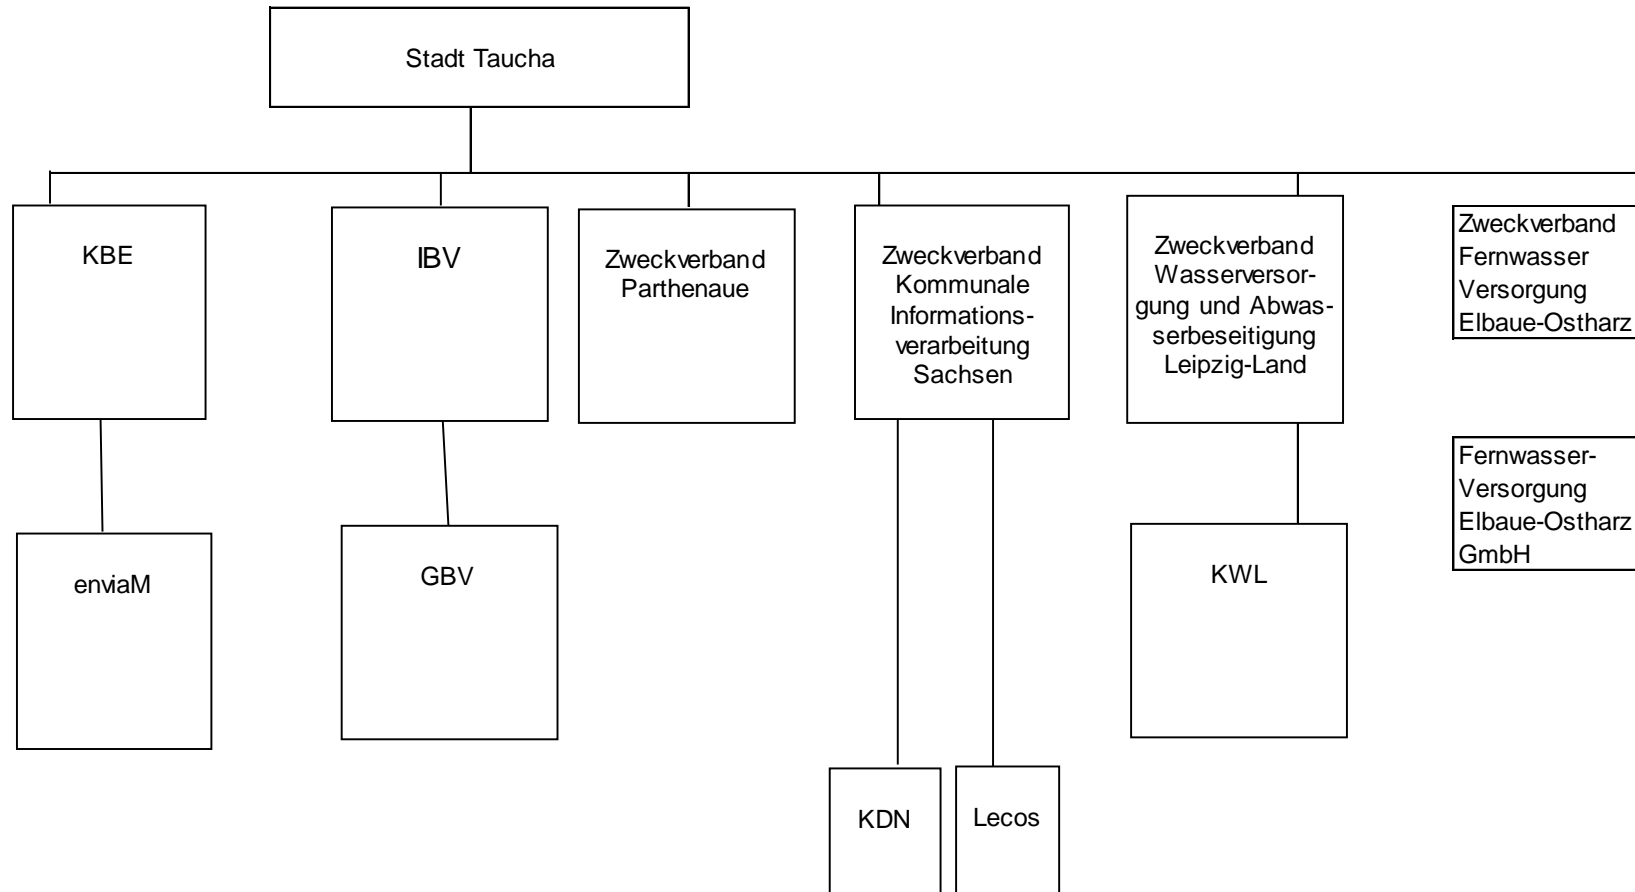 Stadt Taucha
KBE
IBV
Zweckverband
Parthenaue
Zweckverband
Kommunale
Informations-
verarbeitung
Sachsen
Zweckverband
Wasserversor-
gung und Abwas-
serbeseitigung
Leipzig-Land
Zweckverband
Fernwasser
Versorgung
Elbaue-Ostharz
enviaM
GBV
KWL
Fernwasser-
Versorgung
Elbaue-Ostharz
GmbH
KDN
Lecos